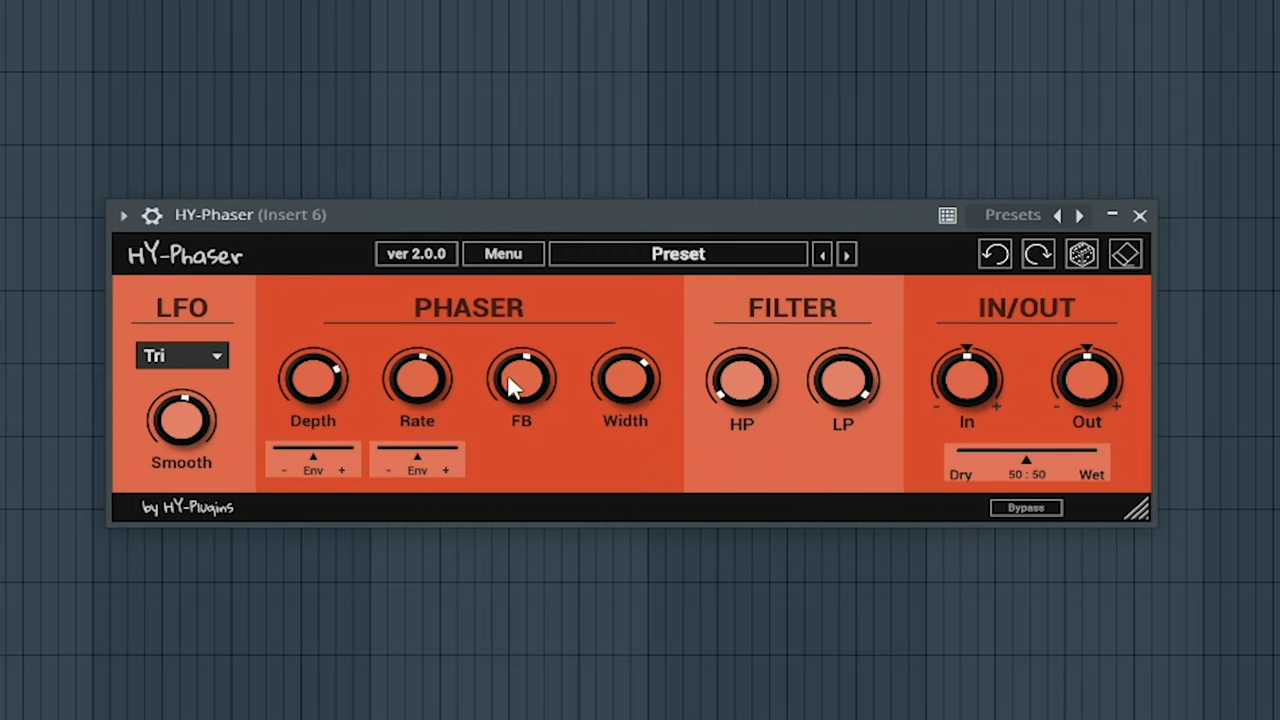 HY-Phaser (Insert 6)
Presets
HY-Phaser
ver 2.0.0
Menu
Preset
LFO
PHASER
FILTER
IN/OUT
Tri
Smooth
Depth
Rate
FB
Width
- Env +
- Env +
HP
LP
- +
In
- +
Out
Dry 50 : 50 Wet
by HY-Plugins
Bypass